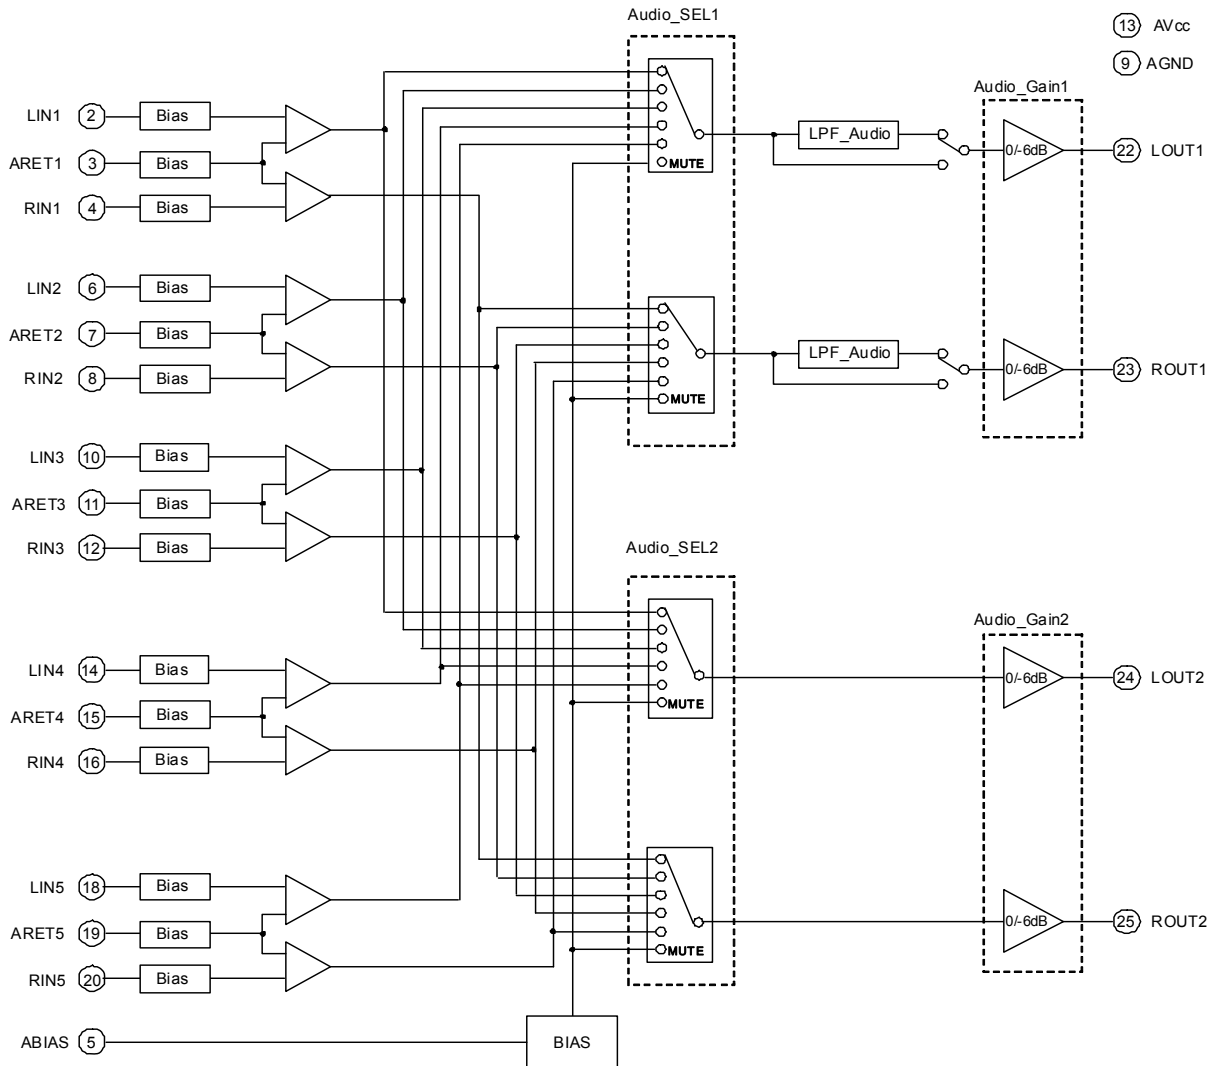 Audio_SEL1
13 AVcc
9 AGND
Audio_Gain1
LIN1 2 Bias
ARET1 3 Bias
RIN1 4 Bias
MUTE
LPF_Audio
0/-6dB
22 LOUT1
LIN2 6 Bias
ARET2 7 Bias
RIN2 8 Bias
MUTE
LPF_Audio
0/-6dB
23 ROUT1
LIN3 10 Bias
ARET3 11 Bias
RIN3 12 Bias
Audio_SEL2
Audio_Gain2
LIN4 14 Bias
ARET4 15 Bias
RIN4 16 Bias
MUTE
0/-6dB
24 LOUT2
LIN5 18 Bias
ARET5 19 Bias
RIN5 20 Bias
MUTE
0/-6dB
25 ROUT2
ABIAS 5 BIAS